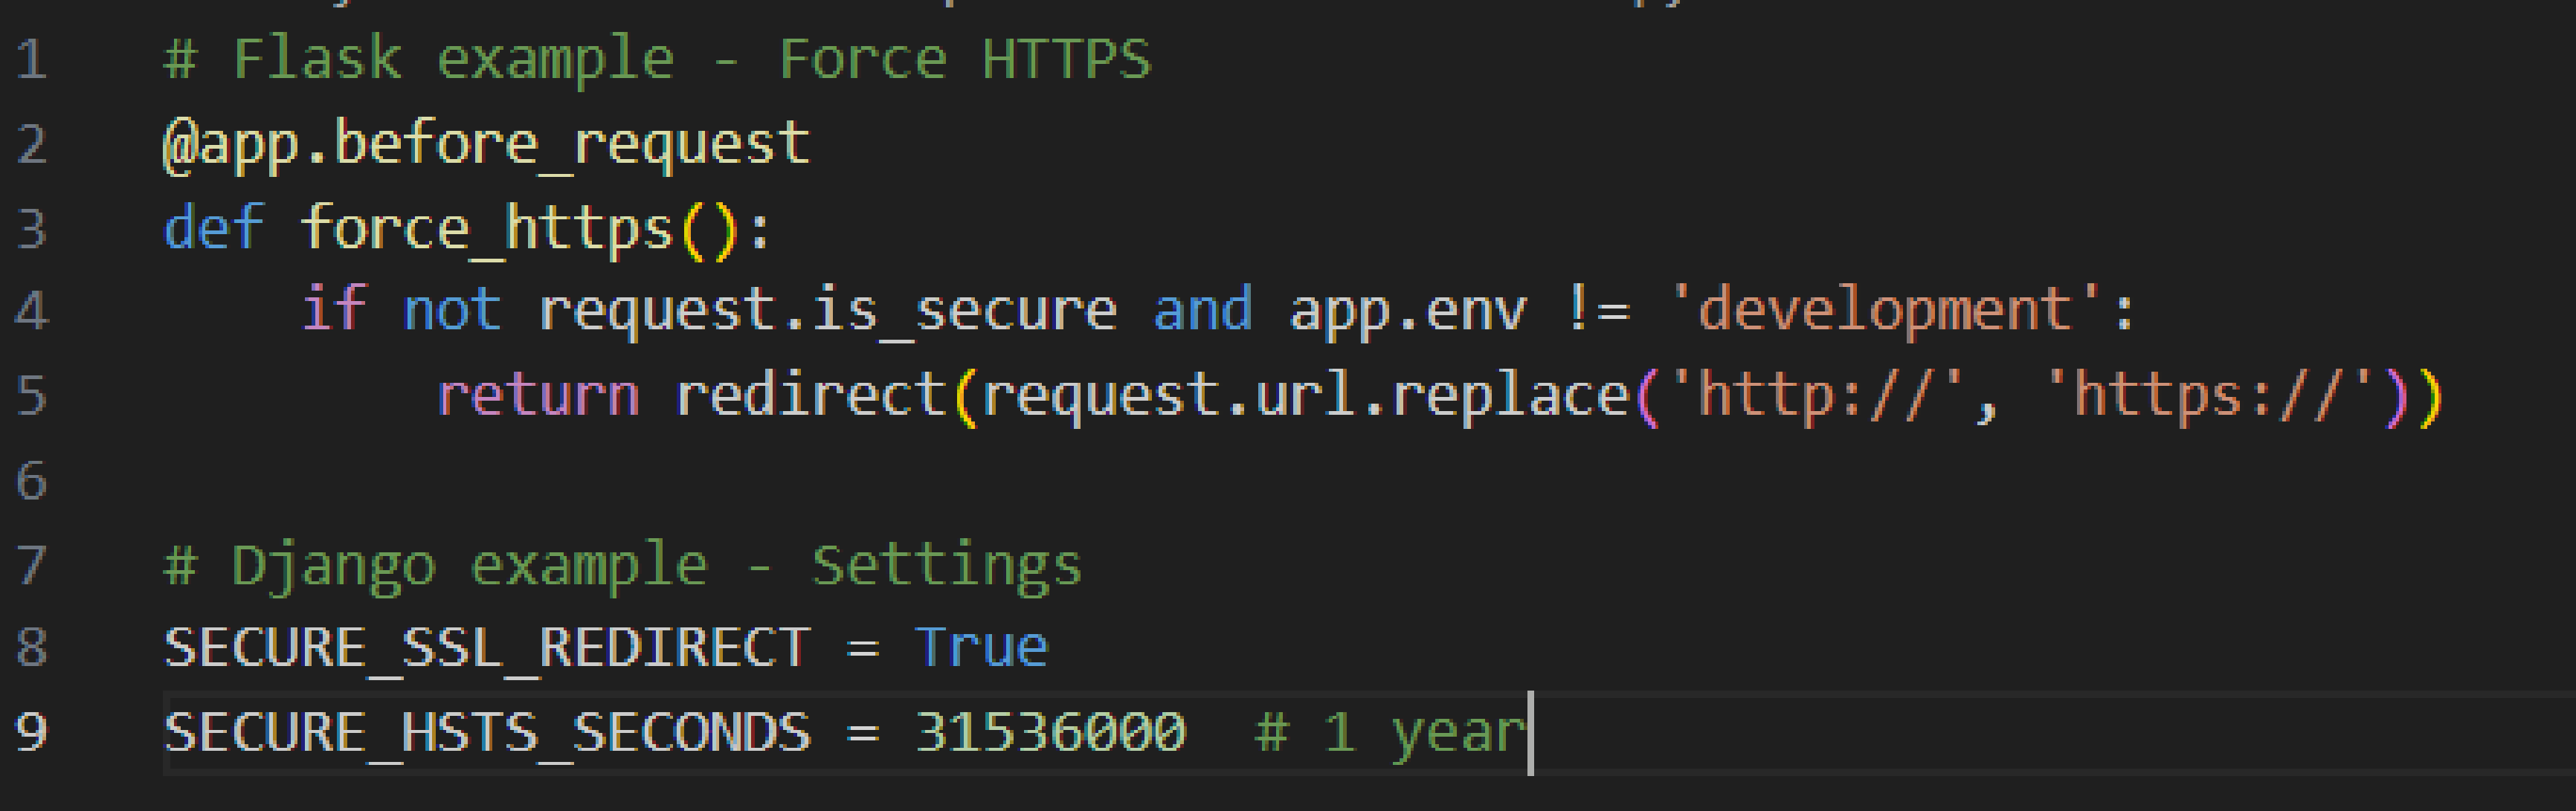 1 # Flask example - Force HTTPS
2 @app.before_request
3 def force_https():
4     if not request.is_secure and app.env != 'development':
5         return redirect(request.url.replace('http://', 'https://'))
6
7 # Django example - Settings
8 SECURE_SSL_REDIRECT = True
9 SECURE_HSTS_SECONDS = 31536000  # 1 year